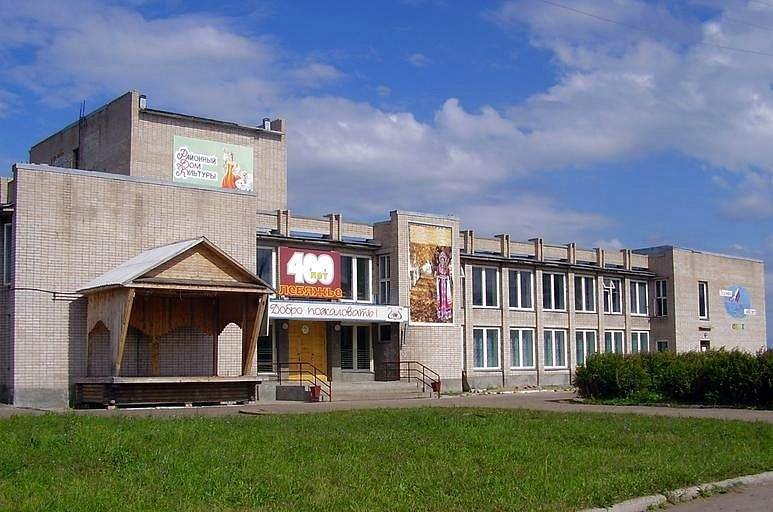 Районный
Дом
Культуры
400
лет
Лебяжье
Добро пожаловать!